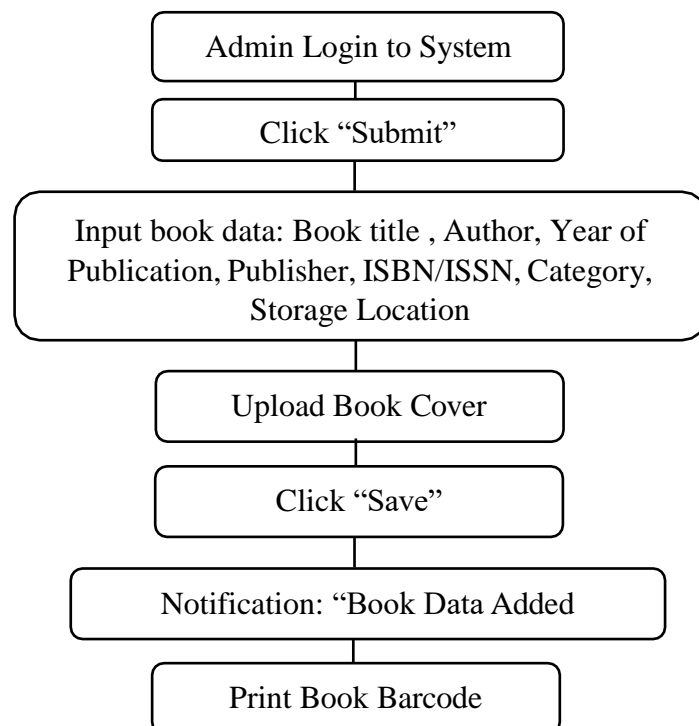 Admin Login to System
Click “Submit”
Input book data: Book title , Author, Year of
Publication, Publisher, ISBN/ISSN, Category,
Storage Location
Upload Book Cover
Click “Save”
Notification: “Book Data Added
Print Book Barcode